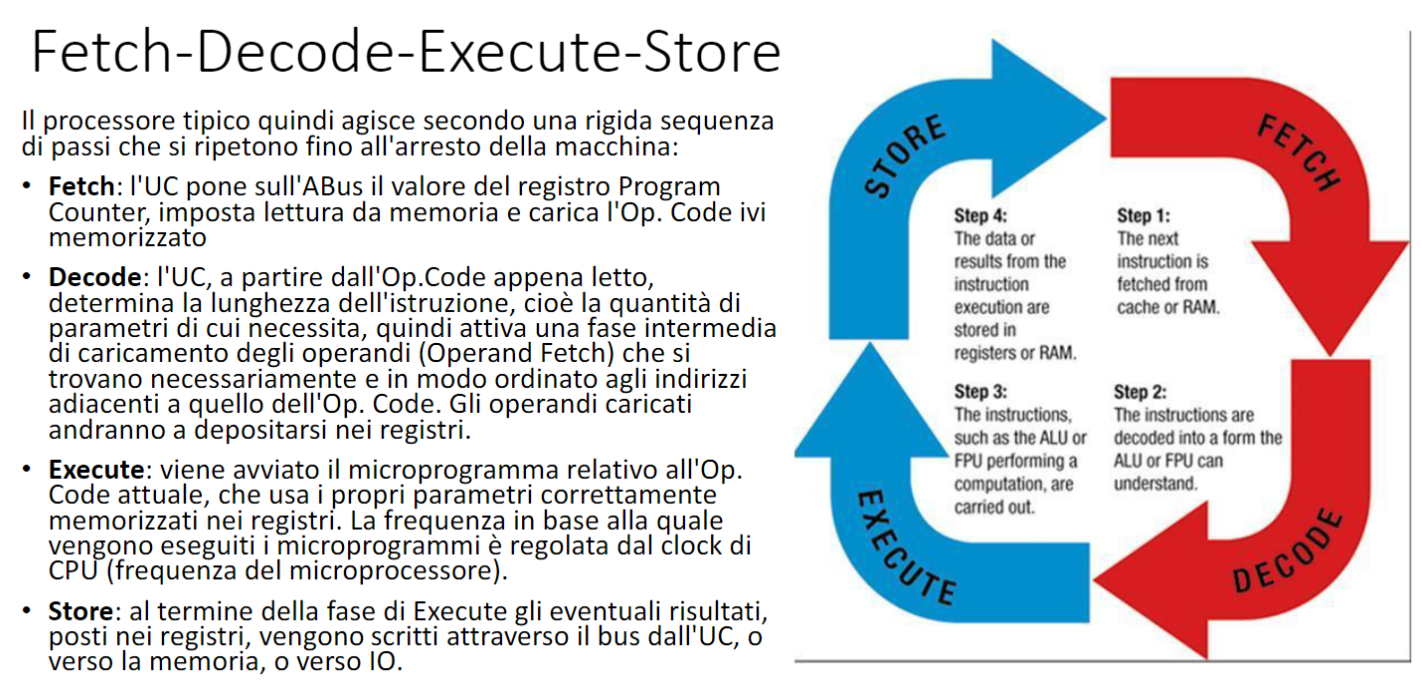 Fetch-Decode-Execute-Store
Il processore tipico quindi agisce secondo una rigida sequenza
di passi che si ripetono fino all'arresto della macchina:
• Fetch: l'UC pone sull'ABus il valore del registro Program
Counter, imposta lettura da memoria e carica l'Op. Code ivi
memorizzato
• Decode: l'UC, a partire dall'Op.Code appena letto,
determina la lunghezza dell'istruzione, cioè la quantità di
parametri di cui necessita, quindi attiva una fase intermedia
di caricamento degli operandi (Operand Fetch) che si
trovano necessariamente e in modo ordinato agli indirizzi
adiacenti a quello dell'Op. Code. Gli operandi caricati
andranno a depositarsi nei registri.
• Execute: viene avviato il microprogramma relativo all'Op.
Code attuale, che usa i propri parametri correttamente
memorizzati nei registri. La frequenza in base alla quale
vengono eseguiti i microprogrammi è regolata dal clock di
CPU (frequenza del microprocessore).
• Store: al termine della fase di Execute gli eventuali risultati,
posti nei registri, vengono scritti attraverso il bus dall'UC, o
verso la memoria, o verso IO.
STORE
FETCH
Step 4:
The data or
results from the
instruction
execution are
stored in
registers or RAM.
Step 1:
The next
instruction is
fetched from
cache or RAM.
Step 3:
The instructions,
such as the ALU or
FPU performing a
computation, are
carried out.
Step 2:
The instructions are
decoded into a form the
ALU or FPU can
understand.
EXECUTE
DECODE